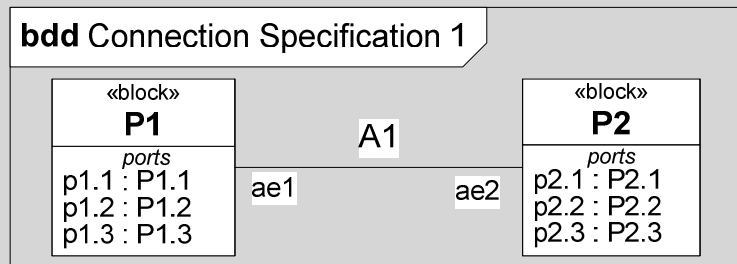 bdd Connection Specification 1
«block»
P1
ports
p1.1 : P1.1
p1.2 : P1.2
p1.3 : P1.3
A1
ae1
ae2
«block»
P2
ports
p2.1 : P2.1
p2.2 : P2.2
p2.3 : P2.3